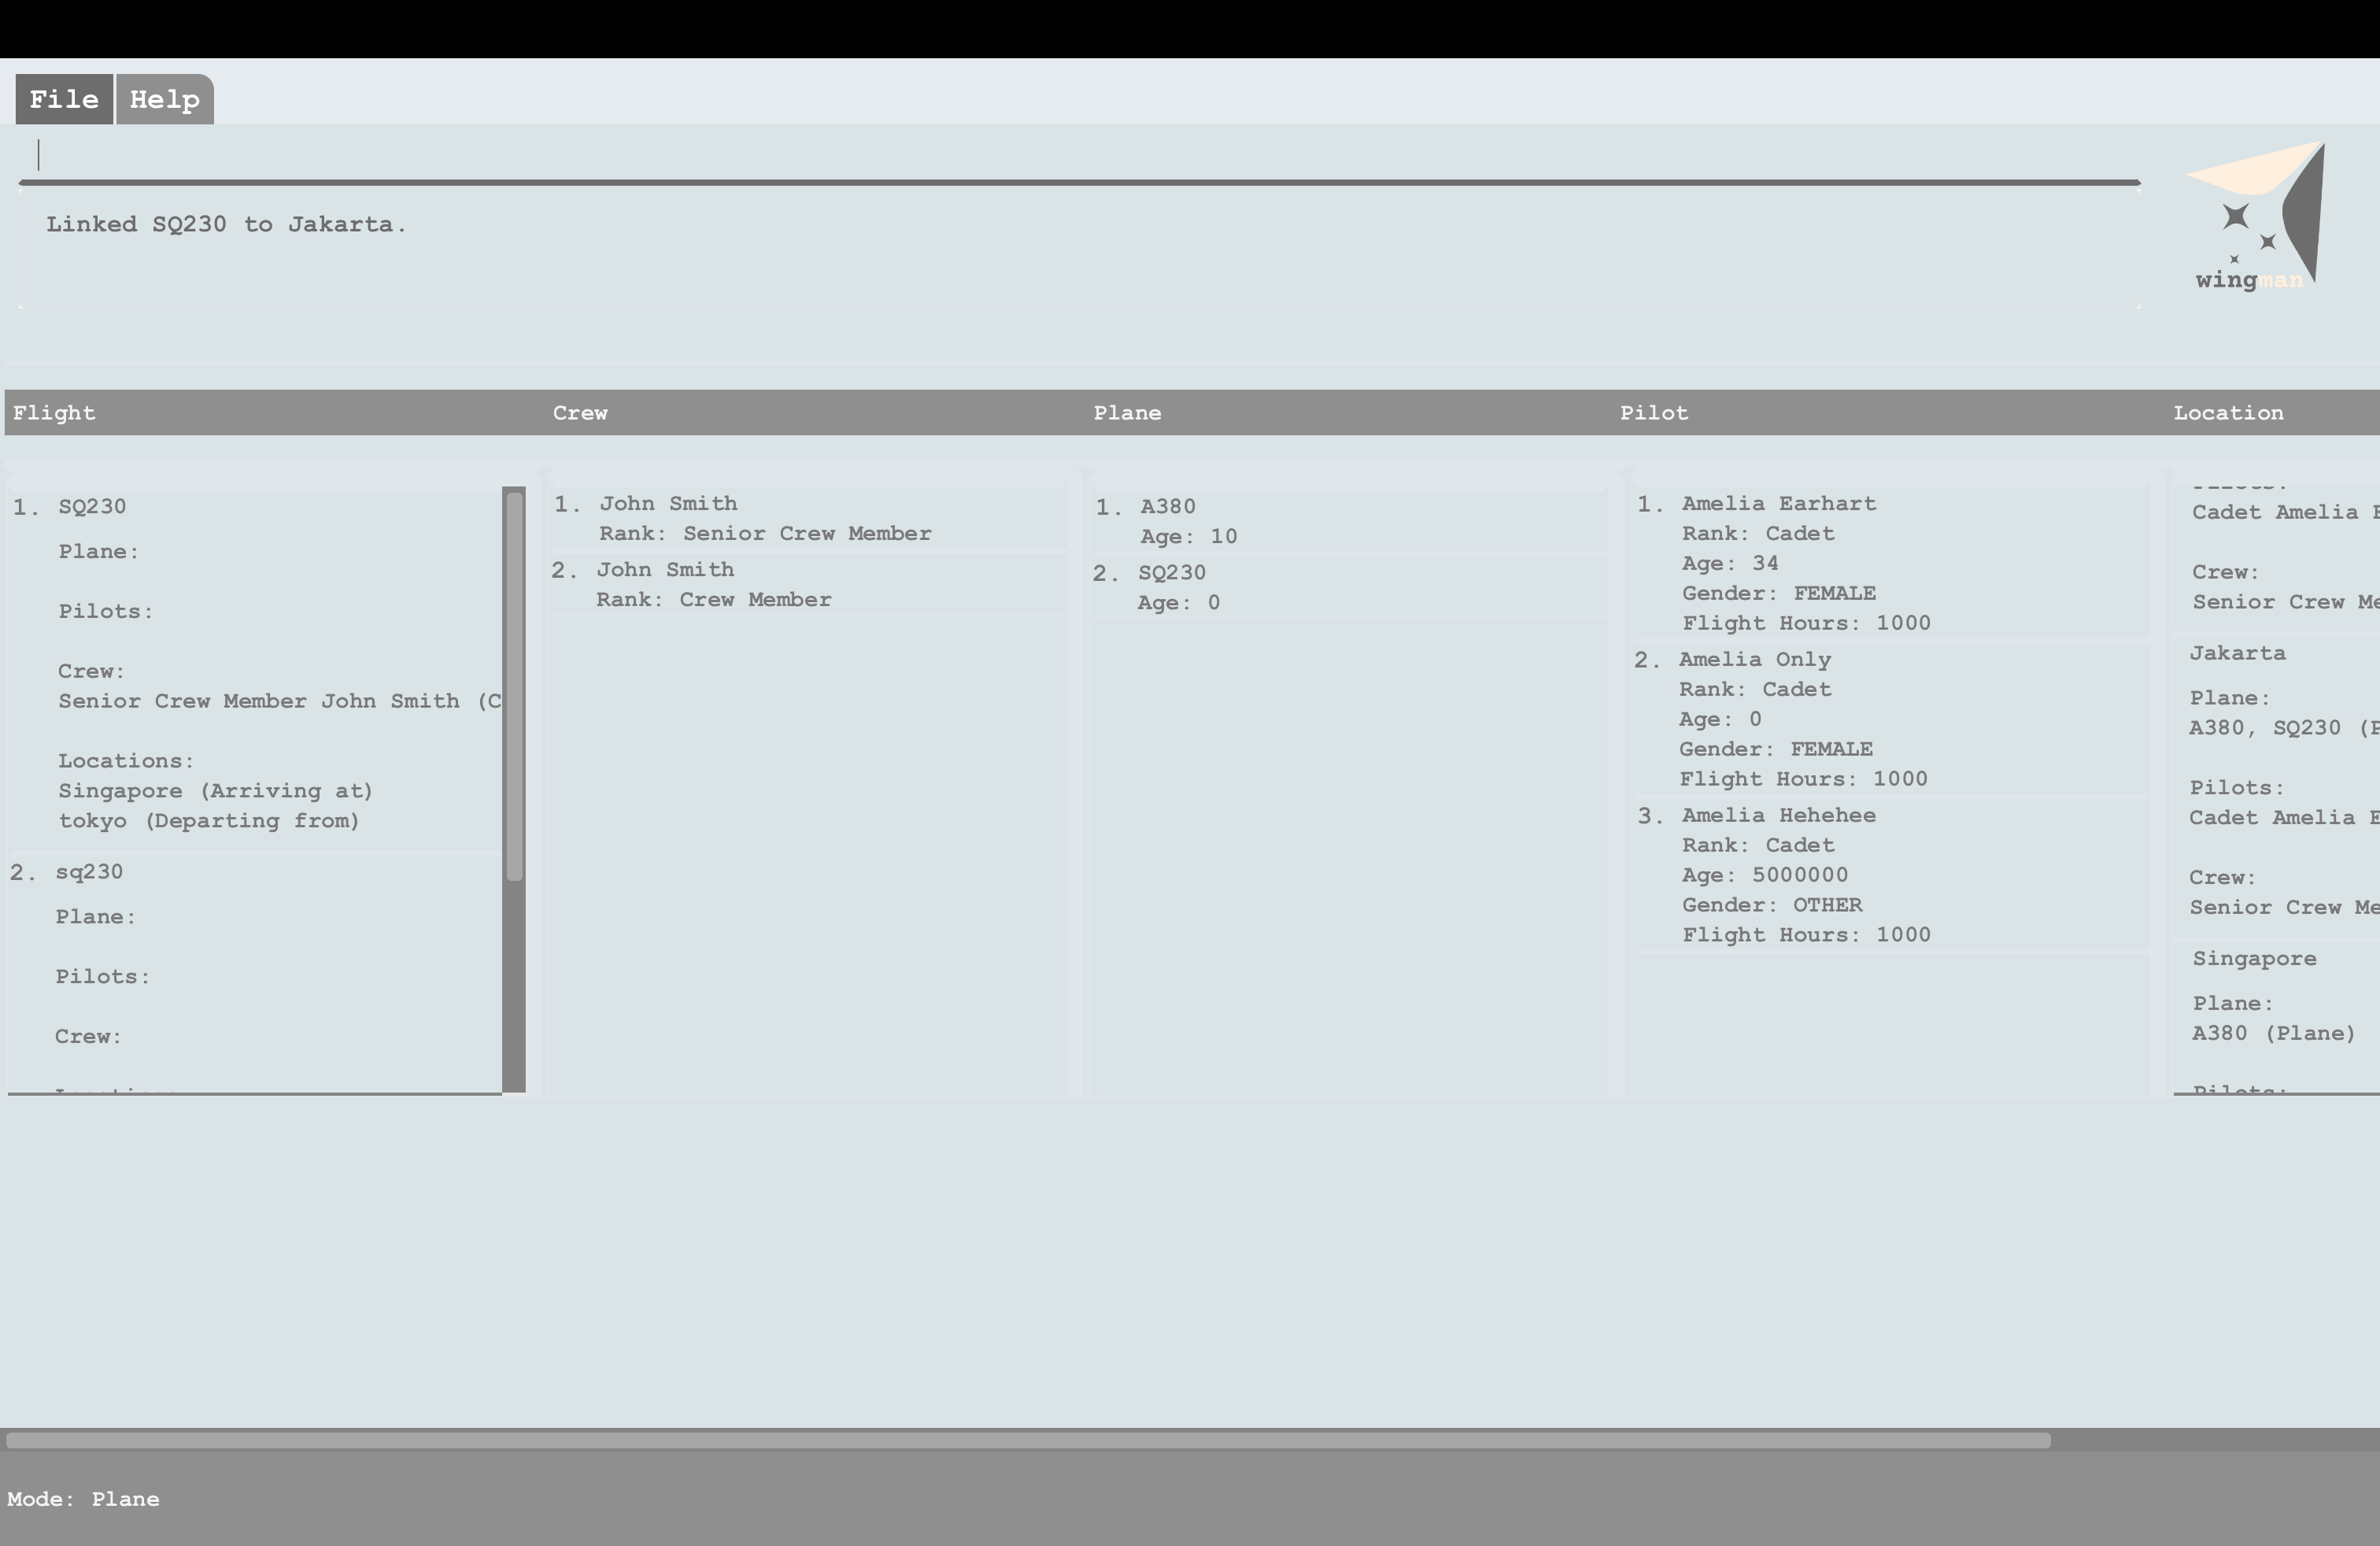 File Help
Linked SQ230 to Jakarta.
wingman
Flight Crew Plane Pilot Location
1. SQ230
Plane:
Pilots:
Crew:
Senior Crew Member John Smith (C
Locations:
Singapore (Arriving at)
tokyo (Departing from)
2. sq230
Plane:
Pilots:
Crew:
1. John Smith
Rank: Senior Crew Member
2. John Smith
Rank: Crew Member
1. A380
Age: 10
2. SQ230
Age: 0
1. Amelia Earhart
Rank: Cadet
Age: 34
Gender: FEMALE
Flight Hours: 1000
2. Amelia Only
Rank: Cadet
Age: 0
Gender: FEMALE
Flight Hours: 1000
3. Amelia Hehehee
Rank: Cadet
Age: 5000000
Gender: OTHER
Flight Hours: 1000
Cadet Amelia
Crew:
Senior Crew Me
Jakarta
Plane:
A380, SQ230 (P
Pilots:
Cadet Amelia E
Crew:
Senior Crew Me
Singapore
Plane:
A380 (Plane)
Pilots:
Mode: Plane